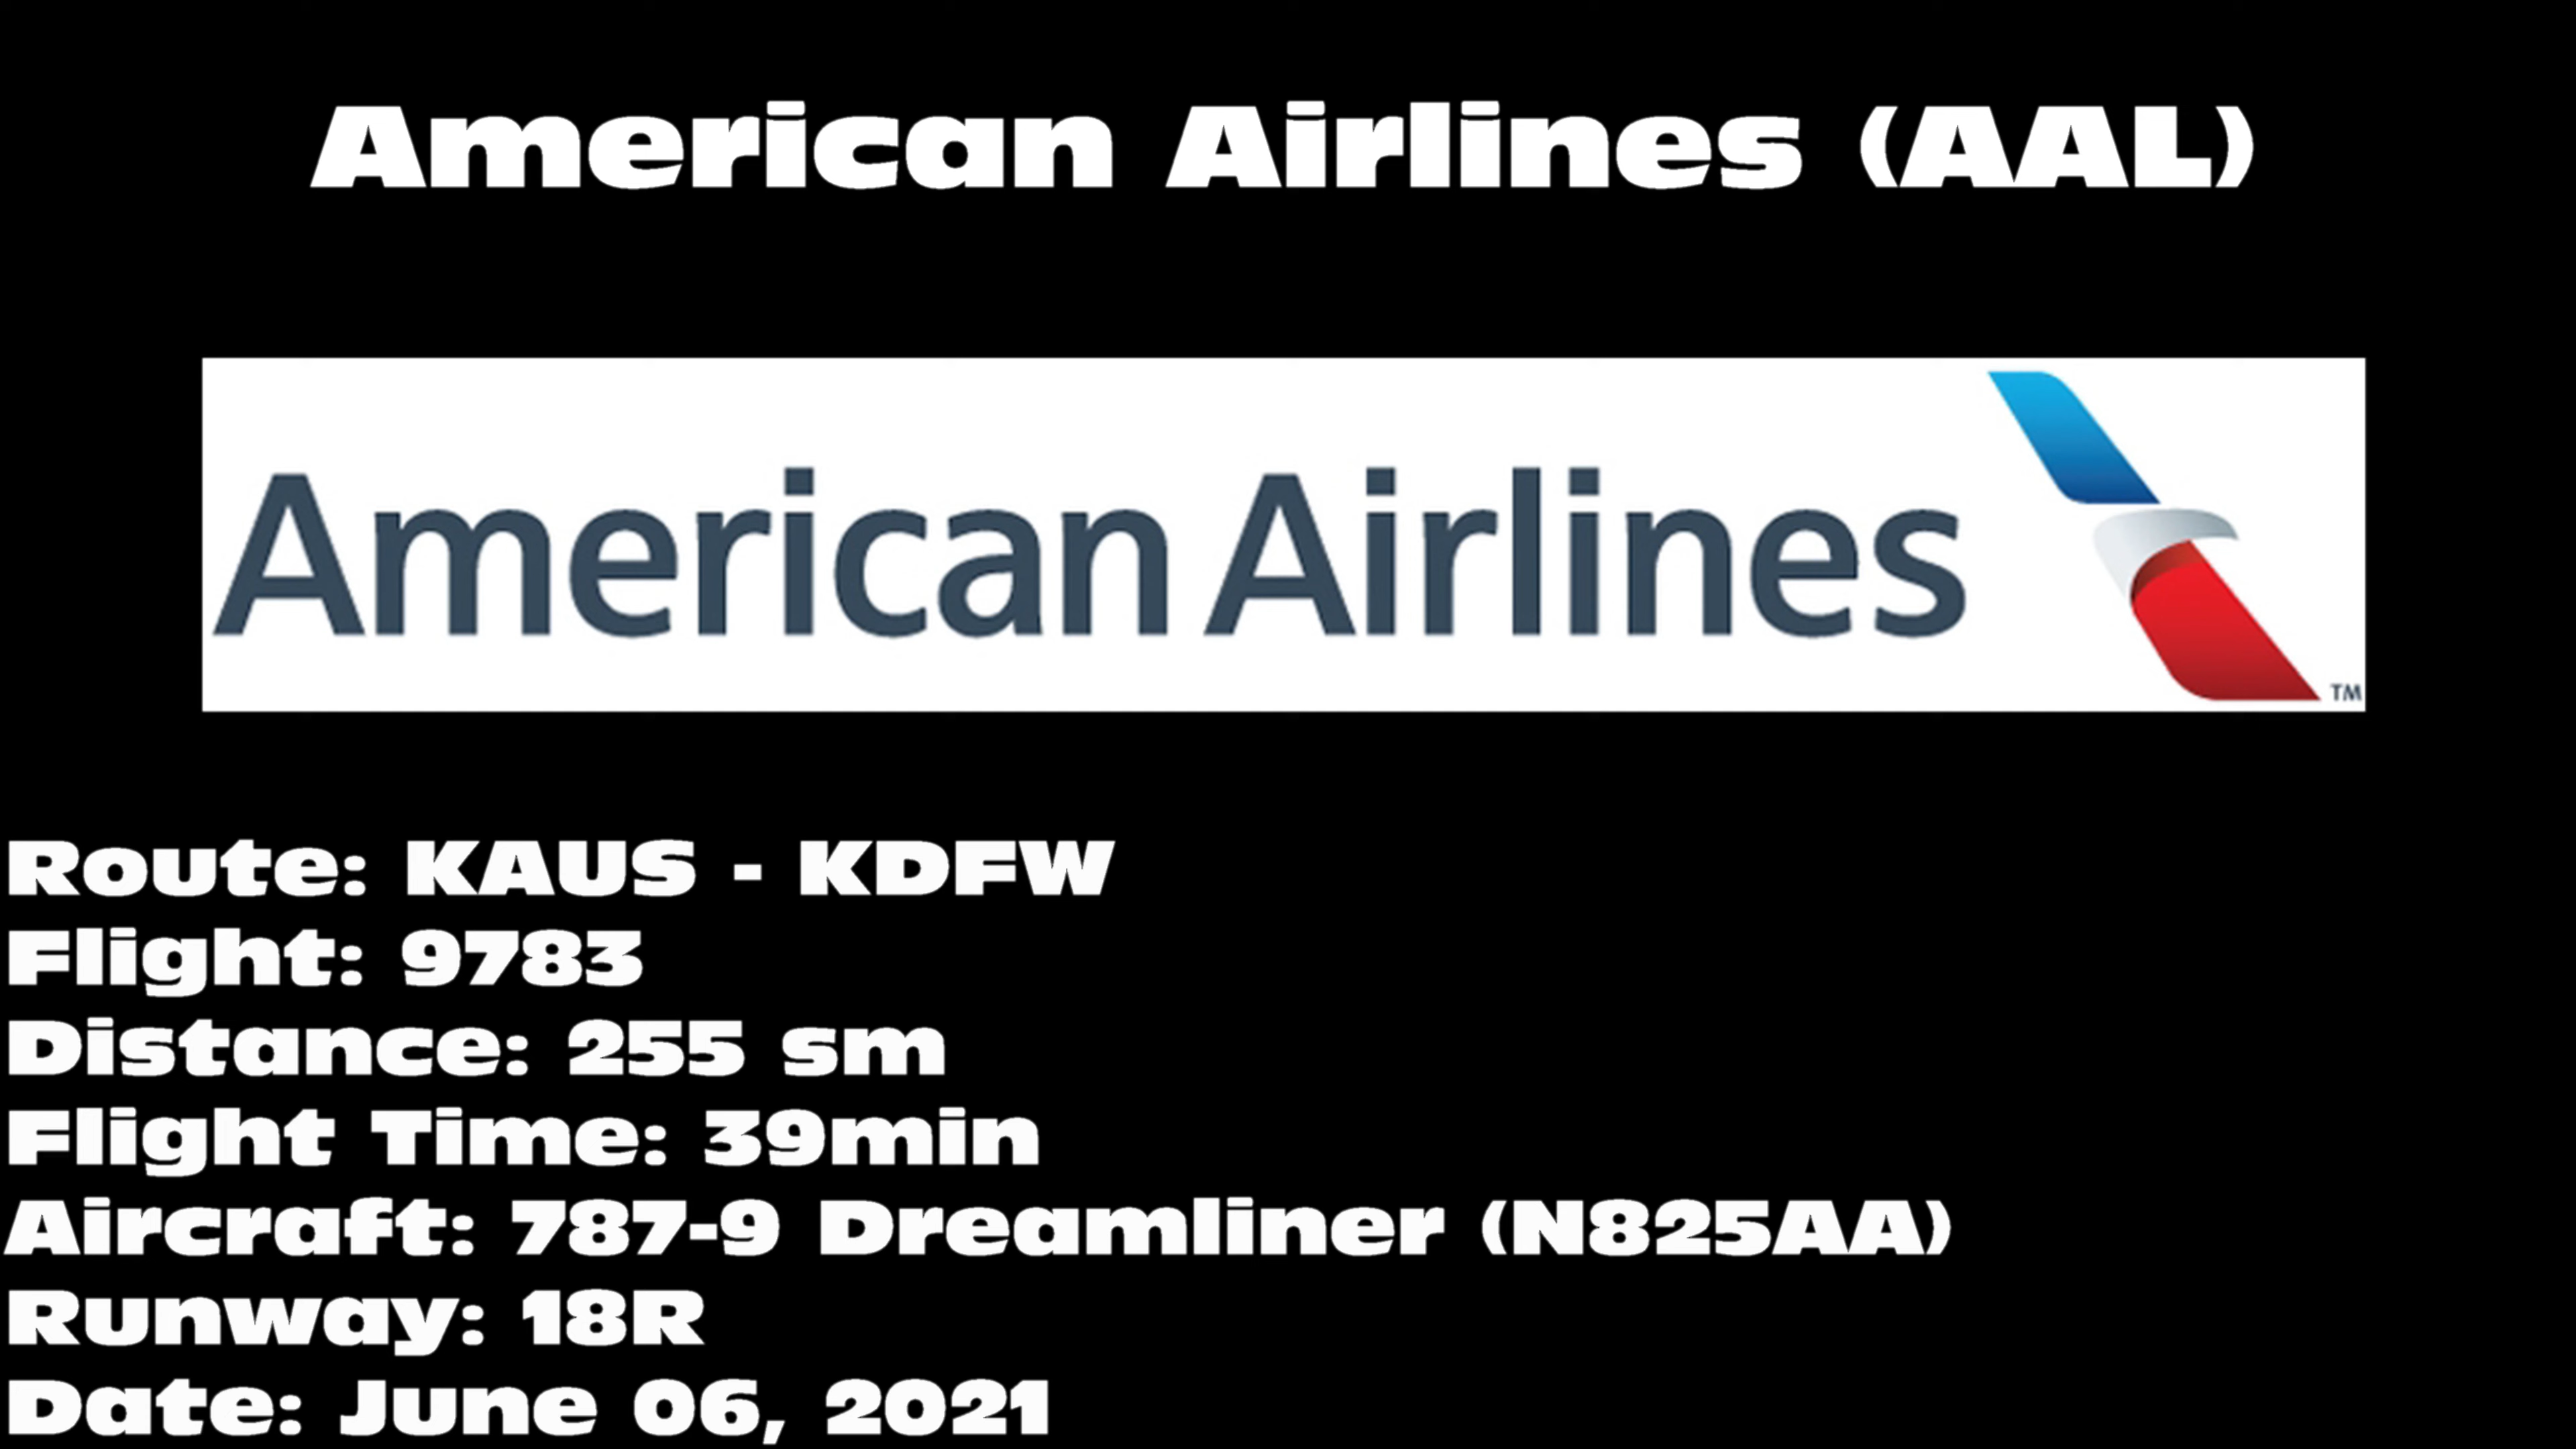 American Airlines (AAL)
American Airlines
TM
Route: KAUS - KDFW
Flight: 9783
Distance: 255 sm
Flight Time: 39min
Aircraft: 787-9 Dreamliner (N825AA)
Runway: 18R
Date: June 06, 2021